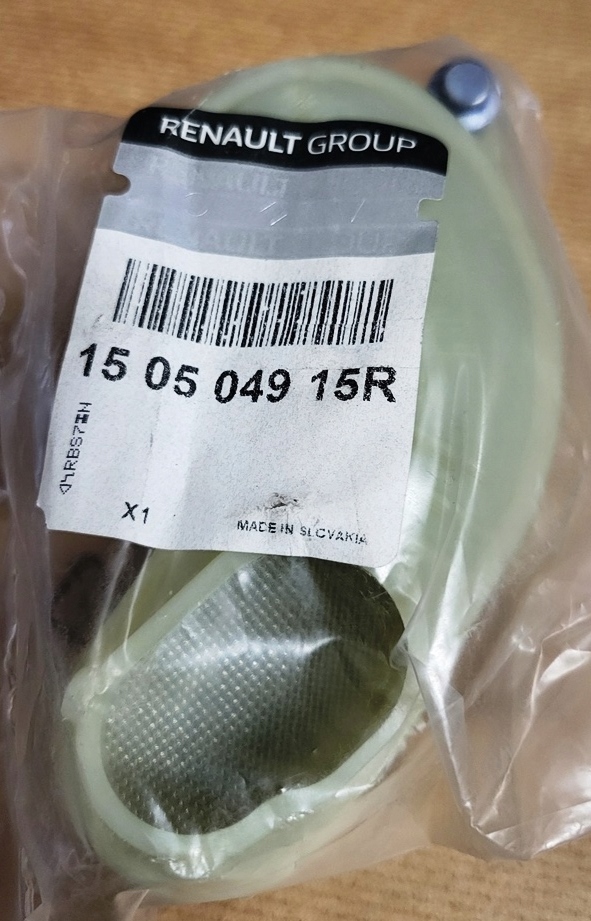 RENAULT GROUP
15 05 049 15R
X1
MADE IN SLOVAKIA